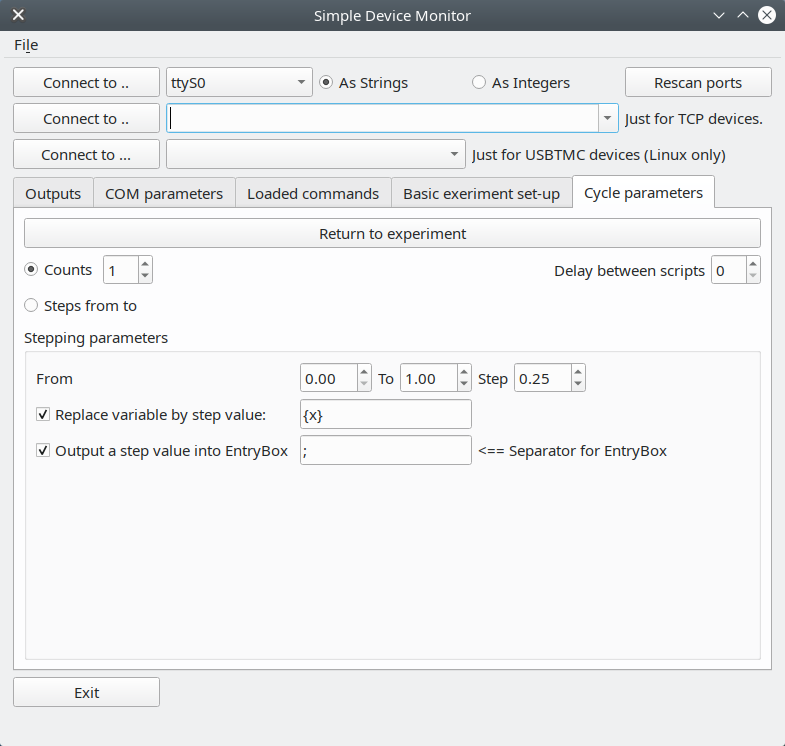 Simple Device Monitor
File
Connect to .. ttyS0 As Strings As Integers Rescan ports
Connect to .. Just for TCP devices.
Connect to ... Just for USBTMC devices (Linux only)
Outputs COM parameters Loaded commands Basic exeriment set-up Cycle parameters
Return to experiment
Counts 1 Delay between scripts 0
Steps from to
Stepping parameters
From 0.00 To 1.00 Step 0.25
Replace variable by step value: {x}
Output a step value into EntryBox ; <== Separator for EntryBox
Exit